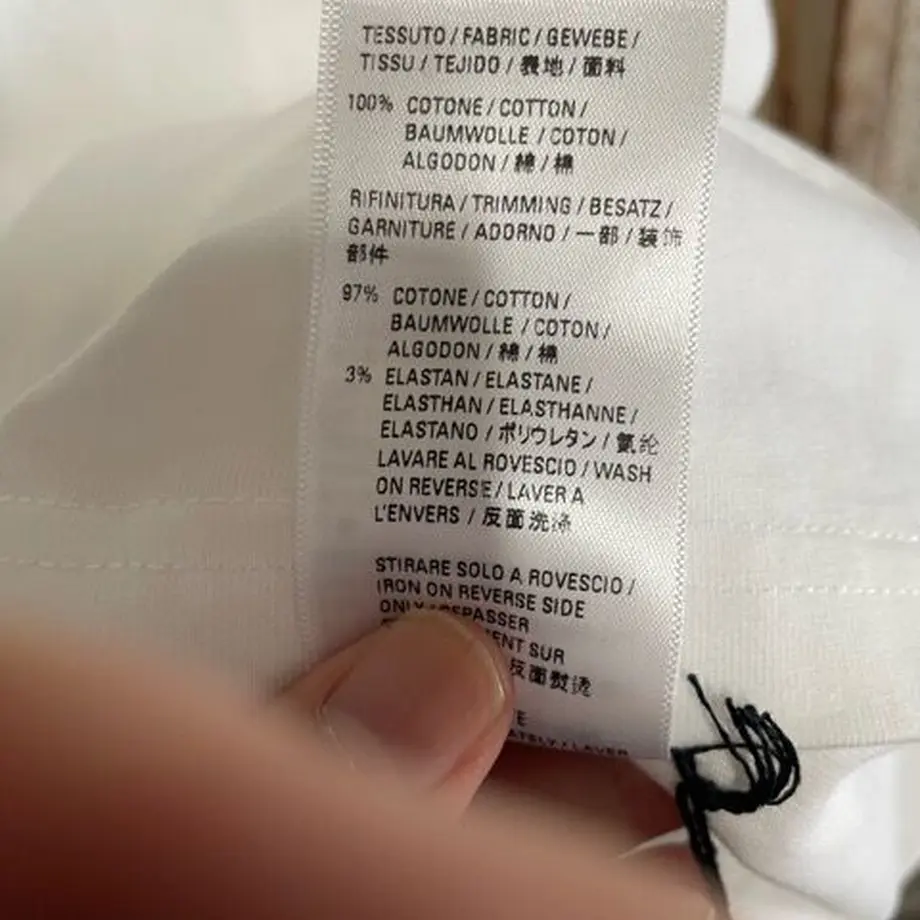 TESSUTO / FABRIC / GEWEBE /
TISSU / TEJIDO / 表地 / 面料
100% COTONE / COTTON /
BAUMWOLLE / COTON /
ALGODON / 綿 / 棉
RIFINITURA / TRIMMING / BESATZ /
GARNITURE / ADORNO / 一部 / 装饰
部件
97% COTONE / COTTON /
BAUMWOLLE / COTON /
ALGODON / 綿 / 棉
3% ELASTAN / ELASTANE /
ELASTHAN / ELASTHANNE /
ELASTANO / ポリウレタン / 氨纶
LAVARE AL ROVESCIO / WASH
ON REVERSE / LAVER A
L'ENVERS / 反面洗涤
STIRARE SOLO A ROVESCIO /
IRON ON REVERSE SIDE
ONLY
SUR
反面熨烫
LAVER